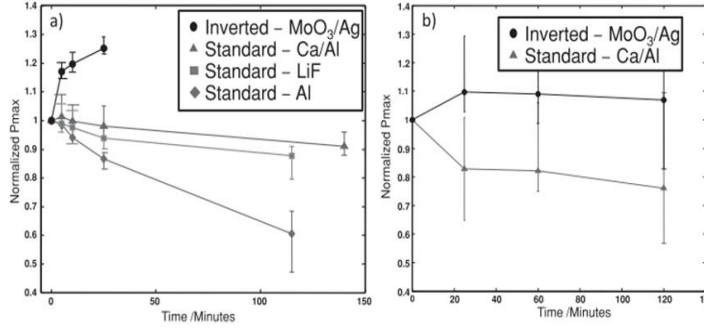 a)
Inverted – MoO3/Ag
Standard – Ca/Al
Standard – LiF
Standard – Al
Normalized Pmax
1.4
1.3
1.2
1.1
1
0.9
0.8
0.7
0.6
0.5
0.4
0
50
100
150
Time /Minutes
b)
Inverted – MoO3/Ag
Standard – Ca/Al
Normalized Pmax
1.4
1.3
1.2
1.1
1
0.9
0.8
0.7
0.6
0.5
0.4
0
20
40
60
80
100
120
Time /Minutes